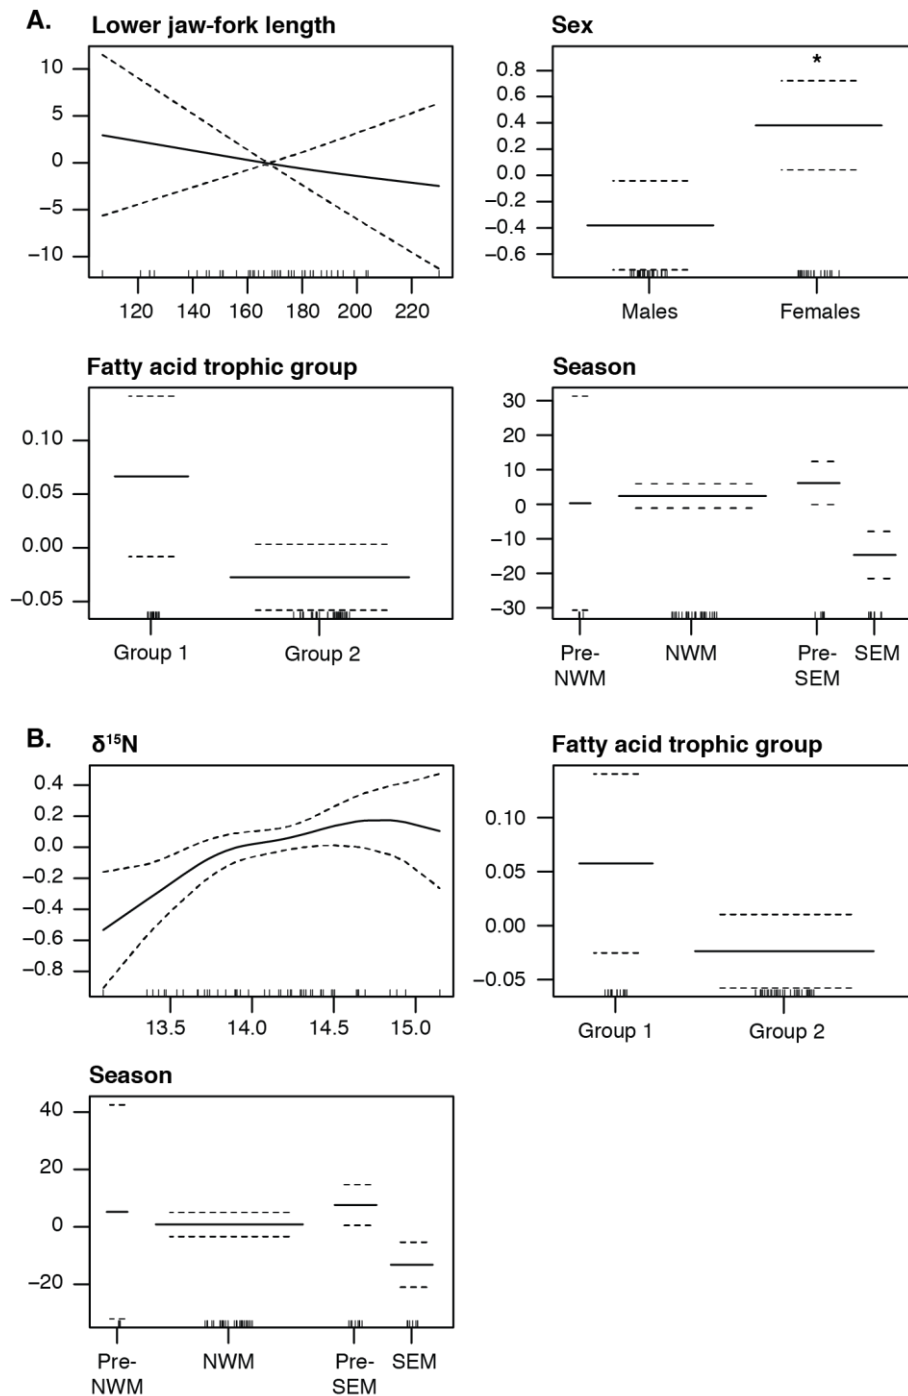 A. Lower jaw-fork length
10
5
0
−5
−10
120 140 160 180 200 220
Sex
*
0.8
0.6
0.4
0.2
0.0
−0.2
−0.4
−0.6
Males Females
Fatty acid trophic group
0.10
0.05
0.00
−0.05
Group 1 Group 2
Season
30
20
10
0
−10
−20
−30
Pre- NWM Pre- SEM
NWM SEM
B. δ¹⁵N
0.4
0.2
0.0
−0.2
−0.4
−0.6
−0.8
13.5 14.0 14.5 15.0
Fatty acid trophic group
0.10
0.05
0.00
−0.05
Group 1 Group 2
Season
40
20
0
−20
Pre- NWM Pre- SEM
NWM SEM